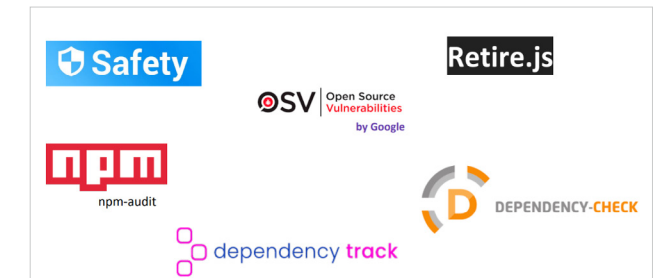 Safety
Retire.js
OSV
Open Source
Vulnerabilities
by Google
npm
npm-audit
D
DEPENDENCY-CHECK
dependency track